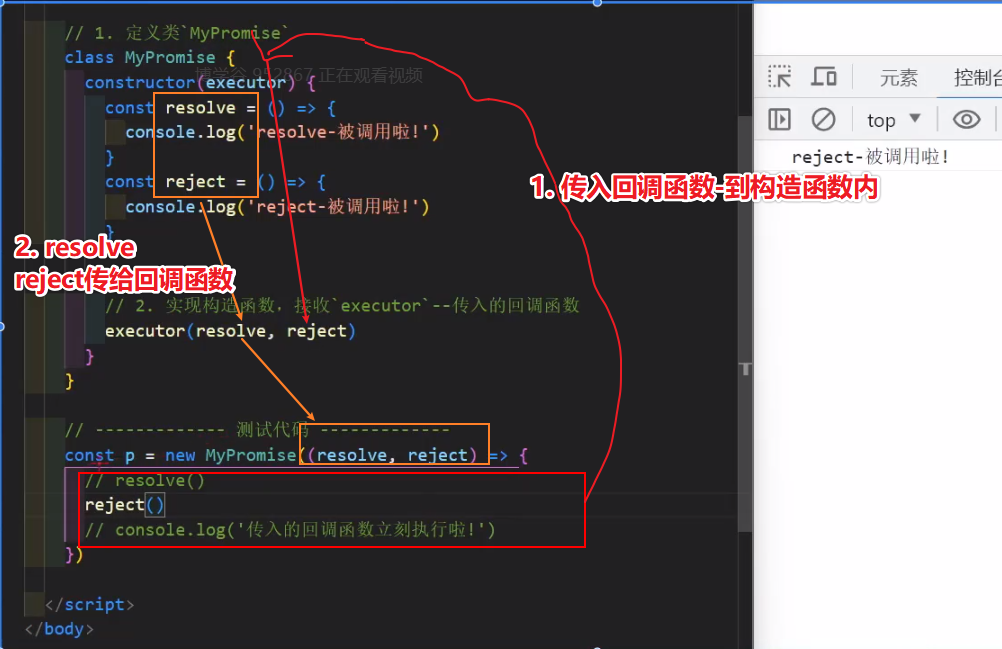 // 1. 定义类`MyPromise`
class MyPromise {
博学谷 952867 正在观看视频
constructor(executor) {
const resolve = () => {
console.log('resolve-被调用啦!')
}
const reject = () => {
console.log('reject-被调用啦!')
}
// 2. 实现构造函数，接收`executor`--传入的回调函数
executor(resolve, reject)
}
}
// ------------- 测试代码 -------------
const p = new MyPromise((resolve, reject) => {
// resolve()
reject()
// console.log('传入的回调函数立刻执行啦!')
})
</script>
</body>
1. 传入回调函数-到构造函数内
2. resolve
reject传给回调函数
元素 控制台
top
reject-被调用啦!